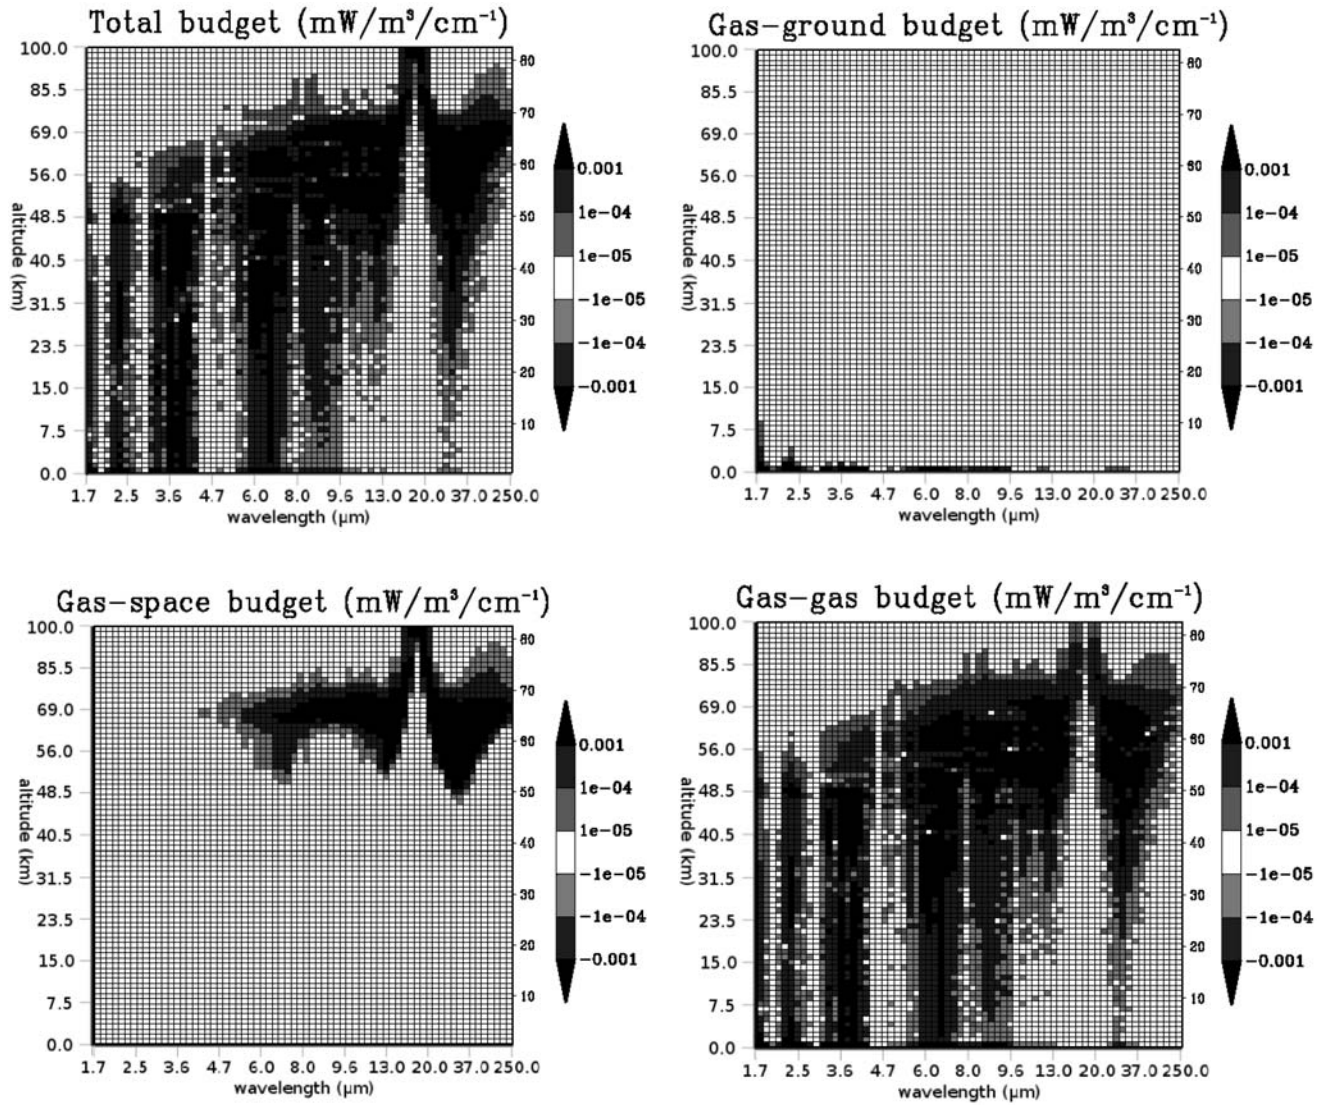 Total budget (mW/m³/cm⁻¹)
100.0
85.5
69.0
56.0
48.5
40.5
31.5
23.5
15.0
7.5
0.0
altitude (km)
80
70
60
50
40
30
20
10
1.7 2.5 3.6 4.7 6.0 8.0 9.6 13.0 20.0 37.0 250.0
wavelength (μm)
0.001
1e−04
1e−05
−1e−05
−1e−04
−0.001
Gas−ground budget (mW/m³/cm⁻¹)
100.0
85.5
69.0
56.0
48.5
40.5
31.5
23.5
15.0
7.5
0.0
altitude (km)
80
70
60
50
40
30
20
10
1.7 2.5 3.6 4.7 6.0 8.0 9.6 13.0 20.0 37.0 250.0
wavelength (μm)
0.001
1e−04
1e−05
−1e−05
−1e−04
−0.001
Gas−space budget (mW/m³/cm⁻¹)
100.0
85.5
69.0
56.0
48.5
40.5
31.5
23.5
15.0
7.5
0.0
altitude (km)
80
70
60
50
40
30
20
10
1.7 2.5 3.6 4.7 6.0 8.0 9.6 13.0 20.0 37.0 250.0
wavelength (μm)
0.001
1e−04
1e−05
−1e−05
−1e−04
−0.001
Gas−gas budget (mW/m³/cm⁻¹)
100.0
85.5
69.0
56.0
48.5
40.5
31.5
23.5
15.0
7.5
0.0
altitude (km)
80
70
60
50
40
30
20
10
1.7 2.5 3.6 4.7 6.0 8.0 9.6 13.0 20.0 37.0 250.0
wavelength (μm)
0.001
1e−04
1e−05
−1e−05
−1e−04
−0.001